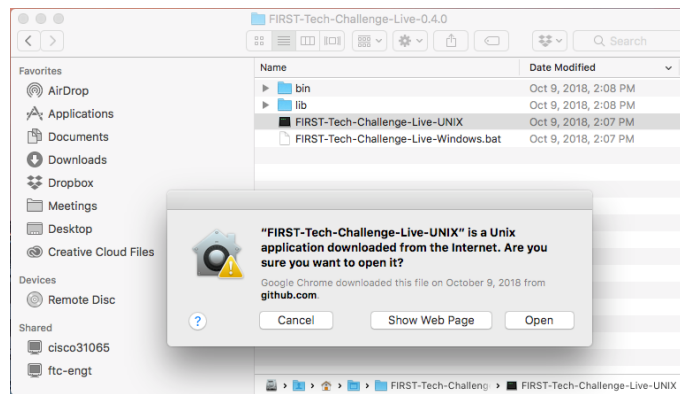 FIRST-Tech-Challenge-Live-0.4.0
Search
Favorites
AirDrop
Applications
Documents
Downloads
Dropbox
Meetings
Desktop
Creative Cloud Files
Devices
Remote Disc
Shared
cisco31065
ftc-engt
Name Date Modified
bin Oct 9, 2018, 2:08 PM
lib Oct 9, 2018, 2:08 PM
FIRST-Tech-Challenge-Live-UNIX Oct 9, 2018, 2:07 PM
FIRST-Tech-Challenge-Live-Windows.bat Oct 9, 2018, 2:07 PM
“FIRST-Tech-Challenge-Live-UNIX” is a Unix
application downloaded from the Internet. Are you
sure you want to open it?
Google Chrome downloaded this file on October 9, 2018 from
github.com.
? Cancel Show Web Page Open
FIRST-Tech-Challeng › FIRST-Tech-Challenge-Live-UNIX